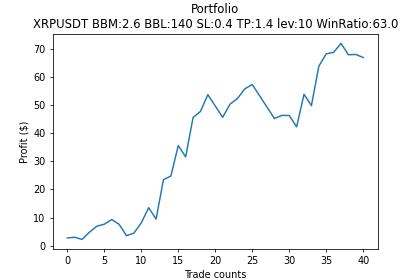 Portfolio
XRPUSDT BBM:2.6 BBL:140 SL:0.4 TP:1.4 lev:10 WinRatio:63.0
70
60
50
40
30
20
10
0
Profit ($)
0 5 10 15 20 25 30 35 40
Trade counts